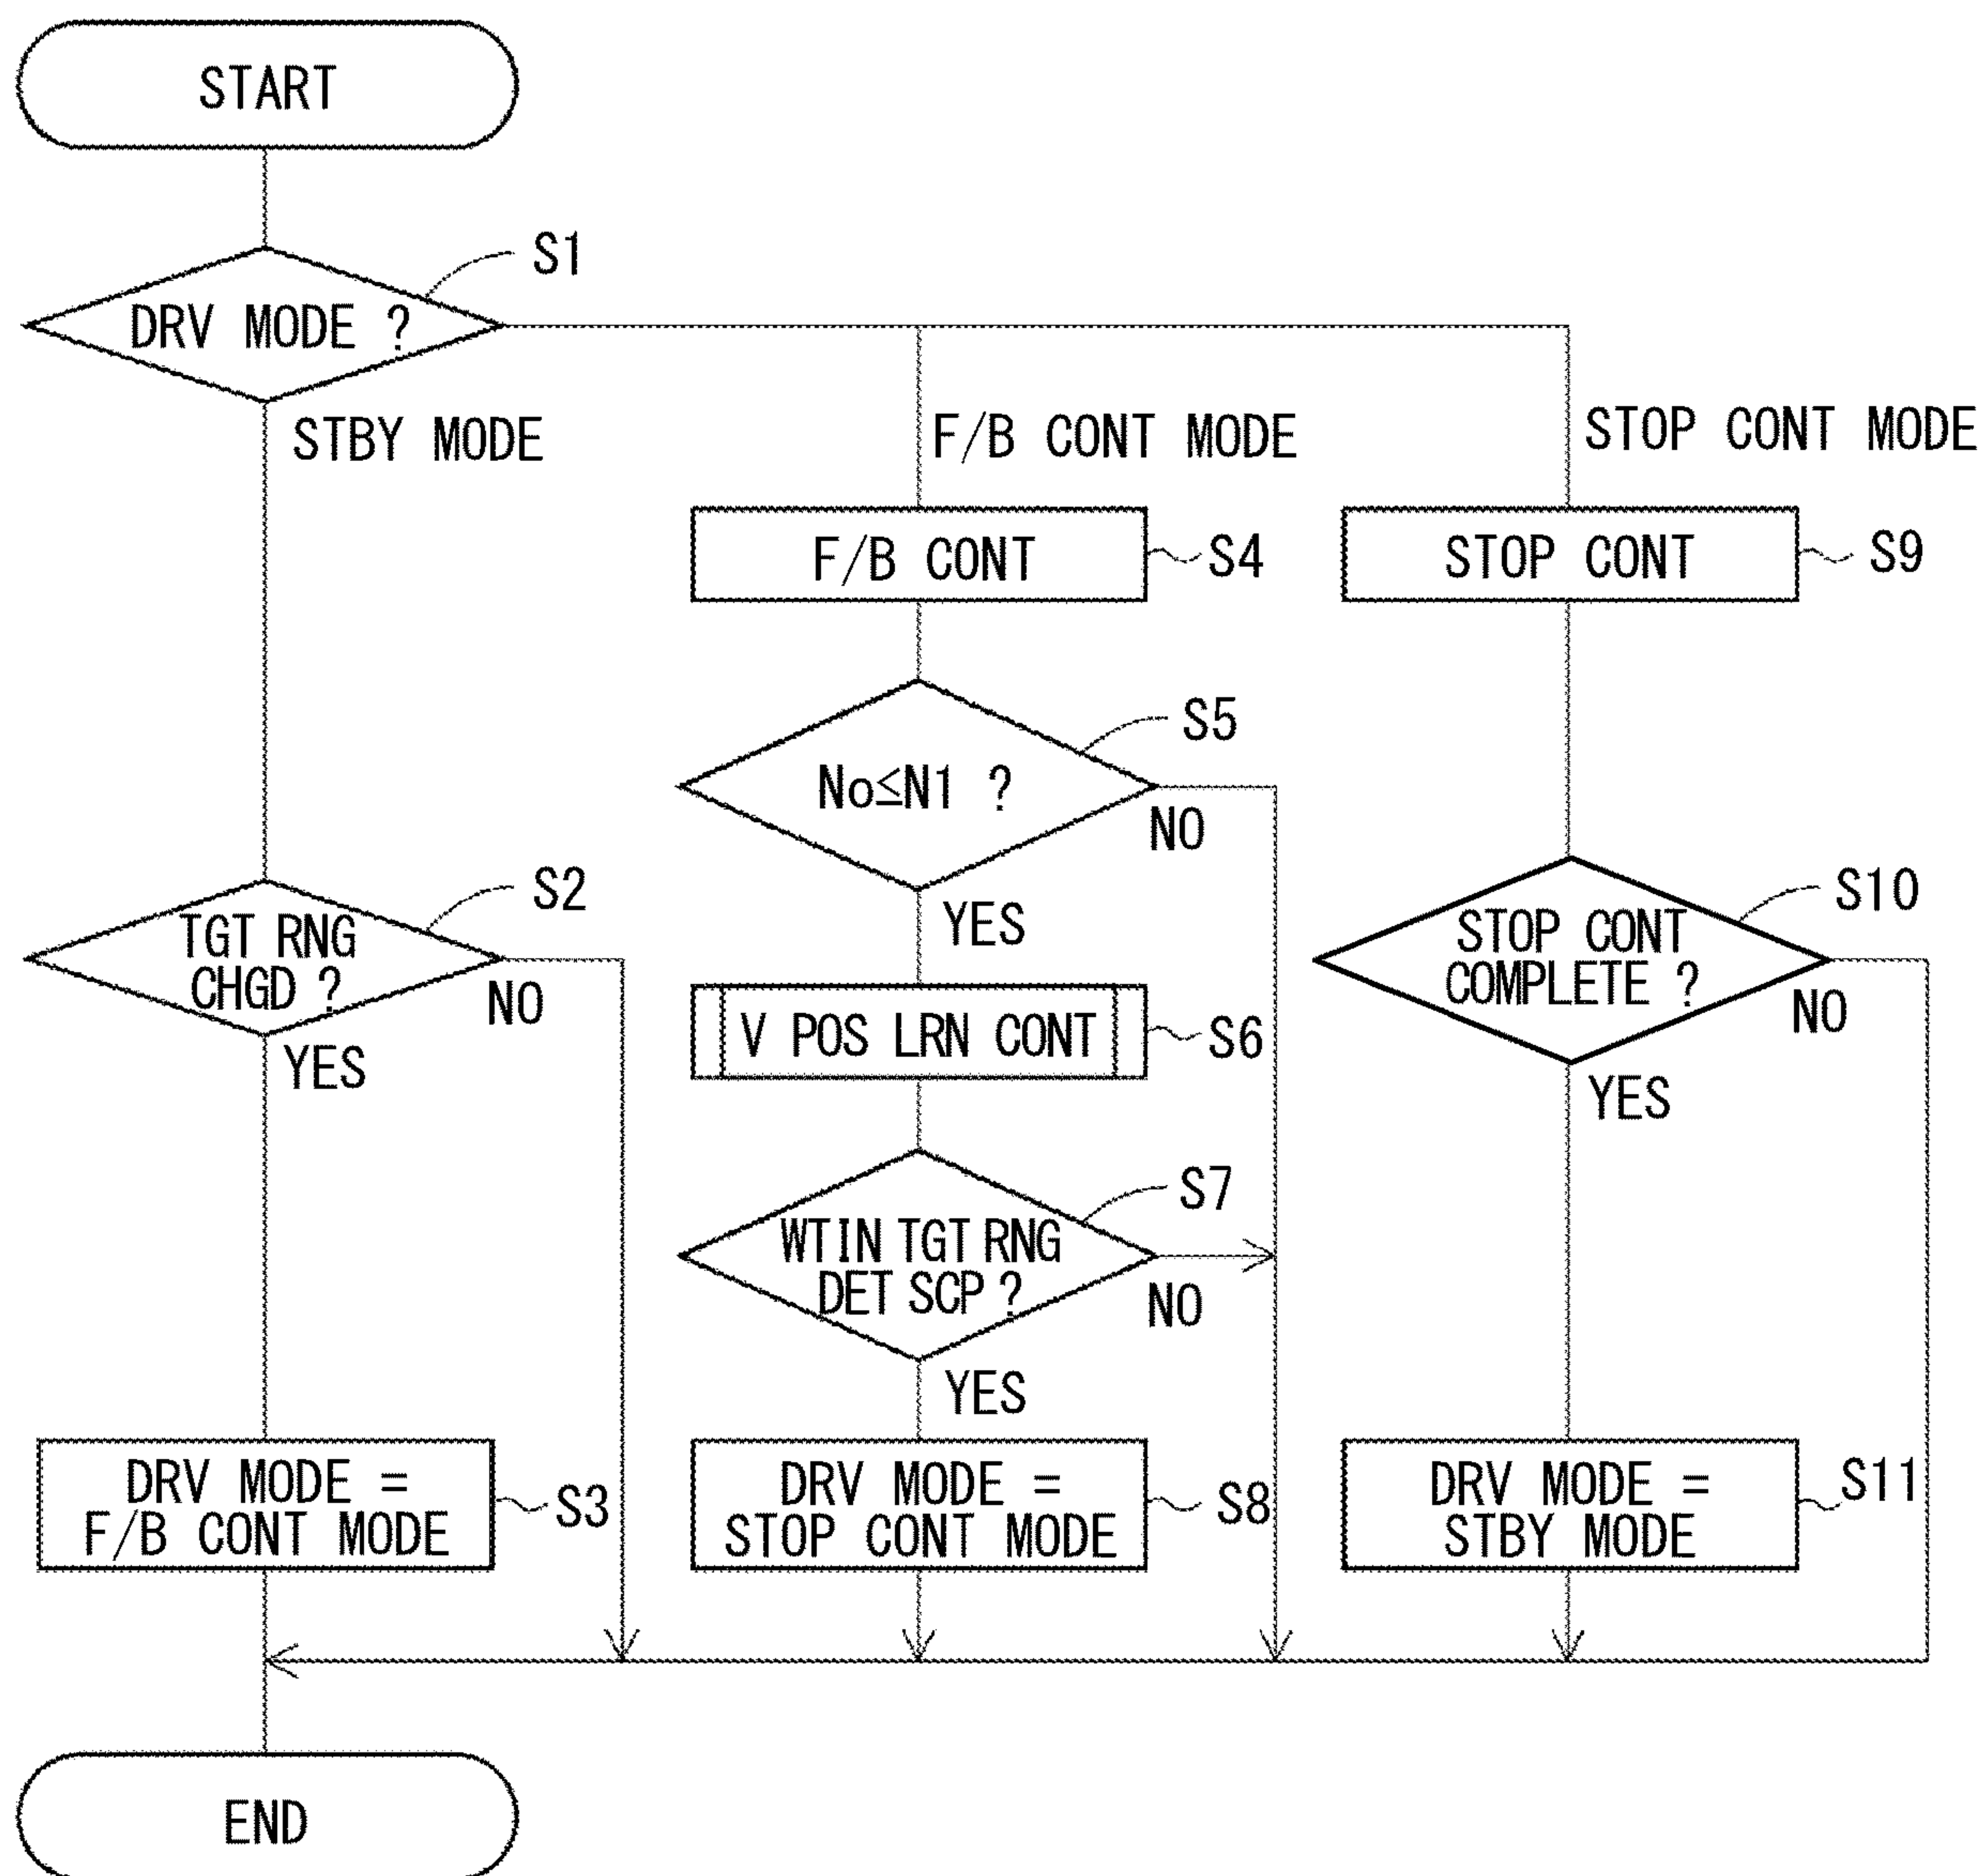 START
S1
DRV MODE ?
STBY MODE
F/B CONT MODE
STOP CONT MODE
F/B CONT
S4
STOP CONT
S9
S5
No≤N1 ?
NO
YES
S2
TGT RNG
CHGD ?
NO
YES
S10
STOP CONT
COMPLETE ?
NO
YES
V POS LRN CONT
S6
S7
WTIN TGT RNG
DET SCP ?
NO
YES
DRV MODE =
F/B CONT MODE
S3
DRV MODE =
STOP CONT MODE
S8
DRV MODE =
STBY MODE
S11
END